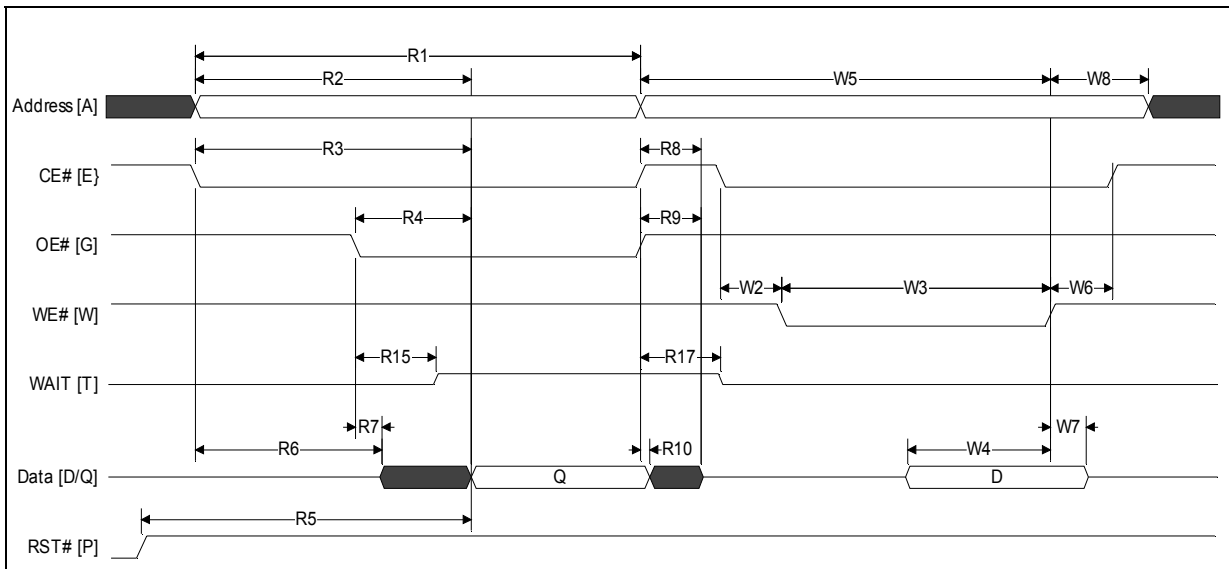 R1
R2
W5
W8
Address [A]
R3
R8
CE# [E}
R4
R9
OE# [G]
W2
W3
W6
WE# [W]
R15
R17
WAIT [T]
R7
W7
R6
R10
W4
Data [D/Q]
Q
D
R5
RST# [P]